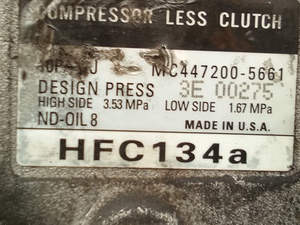 COMPRESSOR LESS CLUTCH
MC447200-5661
DESIGN PRESS 3E 00275
HIGH SIDE 3.53 MPa LOW SIDE 1.67 MPa
ND-OIL 8 MADE IN U.S.A.
HFC134a